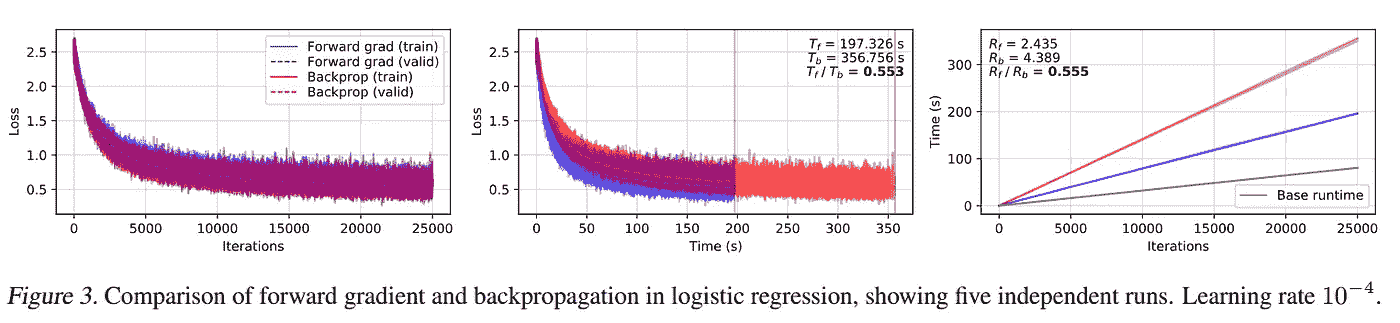 2.5
2.0
1.5
1.0
0.5
Loss
0 5000 10000 15000 20000 25000
Iterations
Forward grad (train)
Forward grad (valid)
Backprop (train)
Backprop (valid)
2.5
2.0
1.5
1.0
0.5
Loss
0 50 100 150 200 250 300 350
Time (s)
T_f = 197.326 s
T_b = 356.756 s
T_f / T_b = 0.553
300
200
100
0
Time (s)
0 5000 10000 15000 20000 25000
Iterations
R_f = 2.435
R_b = 4.389
R_f / R_b = 0.555
Base runtime
Figure 3. Comparison of forward gradient and backpropagation in logistic regression, showing five independent runs. Learning rate 10⁻⁴.